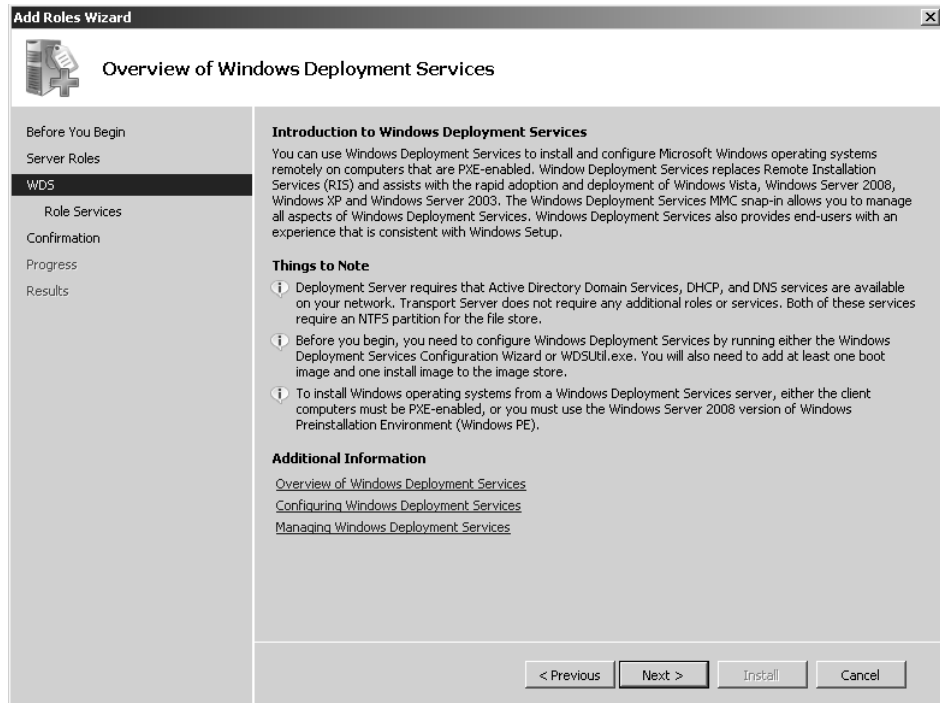 Add Roles Wizard
Overview of Windows Deployment Services
Before You Begin
Server Roles
WDS
Role Services
Confirmation
Progress
Results
Introduction to Windows Deployment Services
You can use Windows Deployment Services to install and configure Microsoft Windows operating systems
remotely on computers that are PXE-enabled. Window Deployment Services replaces Remote Installation
Services (RIS) and assists with the rapid adoption and deployment of Windows Vista, Windows Server 2008,
Windows XP and Windows Server 2003. The Windows Deployment Services MMC snap-in allows you to manage
all aspects of Windows Deployment Services. Windows Deployment Services also provides end-users with an
experience that is consistent with Windows Setup.
Things to Note
Deployment Server requires that Active Directory Domain Services, DHCP, and DNS services are available
on your network. Transport Server does not require any additional roles or services. Both of these services
require an NTFS partition for the file store.
Before you begin, you need to configure Windows Deployment Services by running either the Windows
Deployment Services Configuration Wizard or WDSUtil.exe. You will also need to add at least one boot
image and one install image to the image store.
To install Windows operating systems from a Windows Deployment Services server, either the client
computers must be PXE-enabled, or you must use the Windows Server 2008 version of Windows
Preinstallation Environment (Windows PE).
Additional Information
Overview of Windows Deployment Services
Configuring Windows Deployment Services
Managing Windows Deployment Services
< Previous Next > Install Cancel